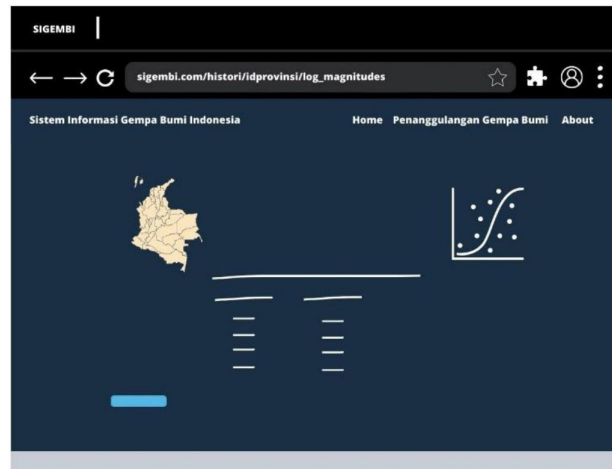 SIGEMBI
sigembi.com/histori/idprovinsi/log_magnitudes
Sistem Informasi Gempa Bumi Indonesia Home Penanggulangan Gempa Bumi About